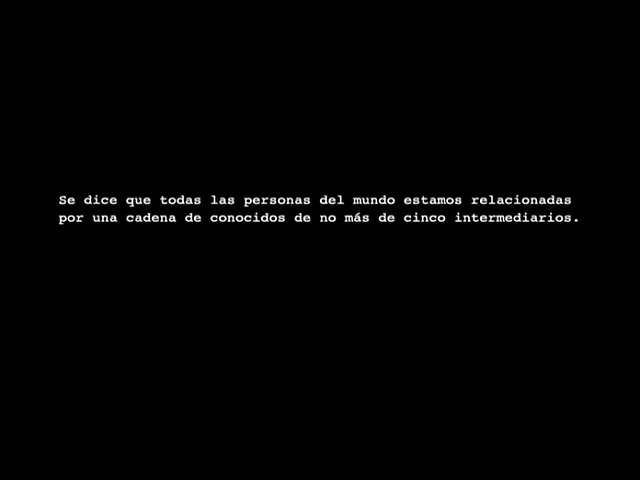 Se dice que todas las personas del mundo estamos relacionadas
por una cadena de conocidos de no más de cinco intermediarios.